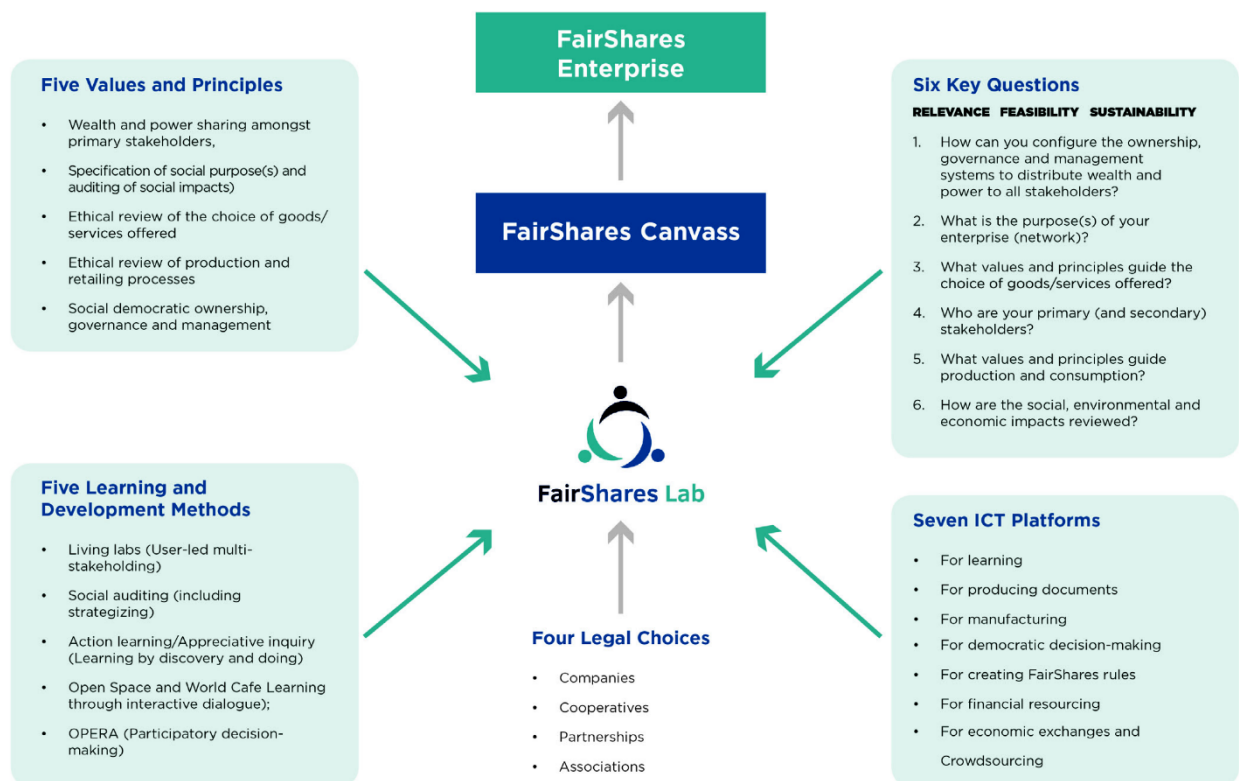 FairShares
Enterprise
Five Values and Principles
• Wealth and power sharing amongst
primary stakeholders,
• Specification of social purpose(s) and
auditing of social impacts)
• Ethical review of the choice of goods/
services offered
• Ethical review of production and
retailing processes
• Social democratic ownership,
governance and management
FairShares Canvass
Six Key Questions
RELEVANCE FEASIBILITY SUSTAINABILITY
1. How can you configure the ownership,
governance and management
systems to distribute wealth and
power to all stakeholders?
2. What is the purpose(s) of your
enterprise (network)?
3. What values and principles guide the
choice of goods/services offered?
4. Who are your primary (and secondary)
stakeholders?
5. What values and principles guide
production and consumption?
6. How are the social, environmental and
economic impacts reviewed?
FairShares Lab
Five Learning and
Development Methods
• Living labs (User-led multi-
stakeholding)
• Social auditing (including
strategizing)
• Action learning/Appreciative inquiry
(Learning by discovery and doing)
• Open Space and World Cafe Learning
through interactive dialogue);
• OPERA (Participatory decision-
making)
Four Legal Choices
• Companies
• Cooperatives
• Partnerships
• Associations
Seven ICT Platforms
• For learning
• For producing documents
• For manufacturing
• For democratic decision-making
• For creating FairShares rules
• For financial resourcing
• For economic exchanges and
Crowdsourcing